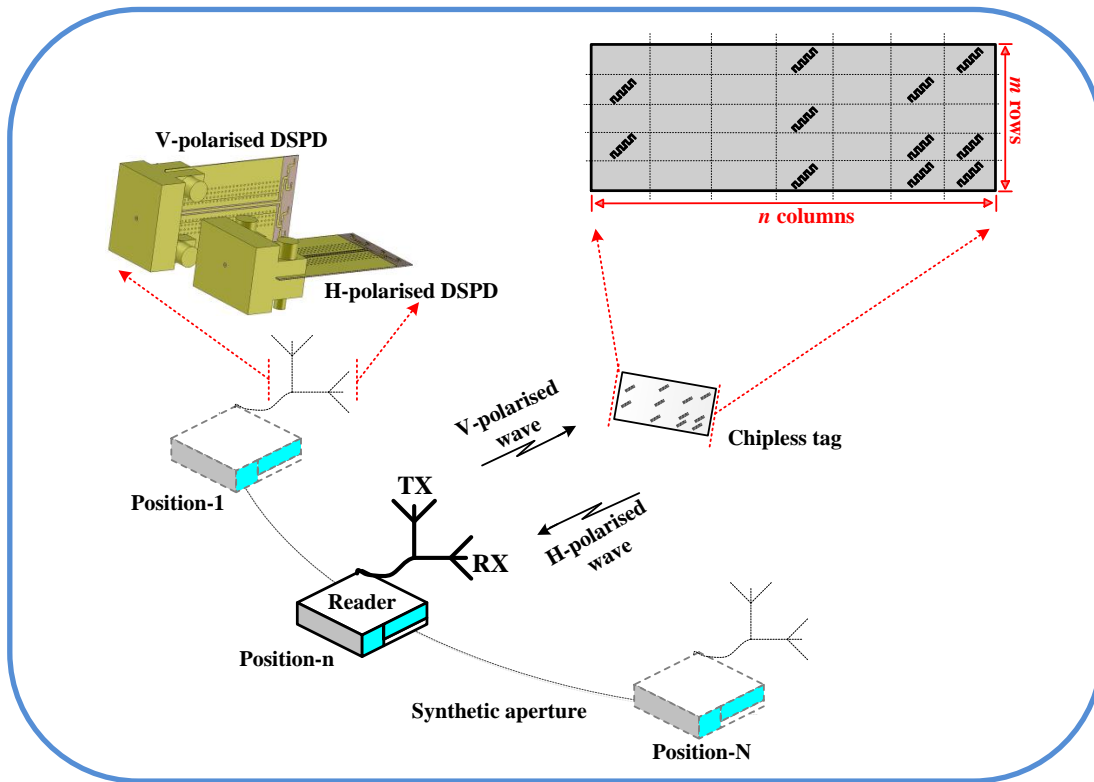 V-polarised DSPD
H-polarised DSPD
m rows
n columns
V-polarised
wave
Chipless tag
Position-1
TX
H-polarised
wave
RX
Reader
Position-n
Synthetic aperture
Position-N